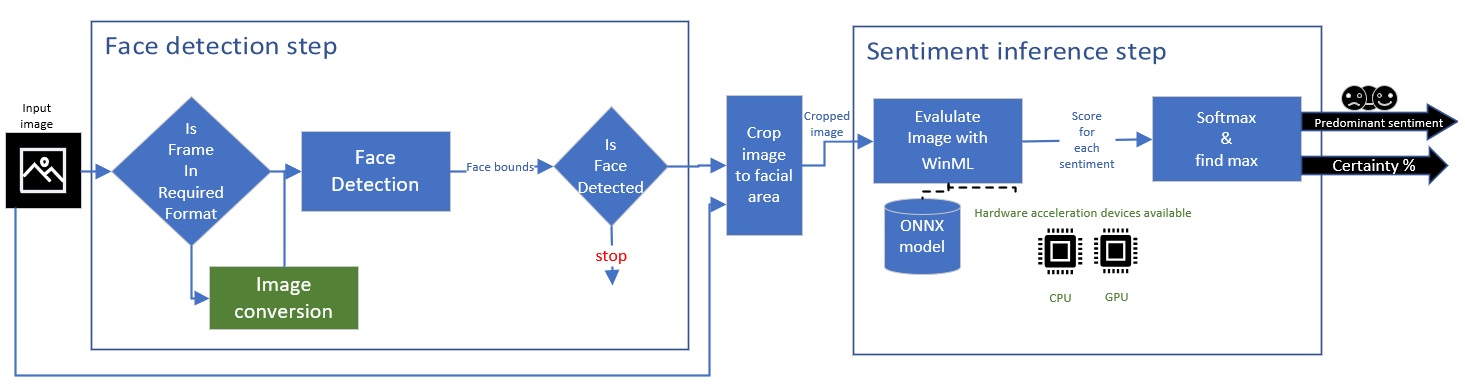 Face detection step
Input
image
Is
Frame
In
Required
Format
Image
conversion
Face
Detection
Face bounds
Is
Face
Detected
stop
Crop
image
to facial
area
Cropped
image
Sentiment inference step
Evalulate
Image with
WinML
ONNX
model
Hardware acceleration devices available
CPU
GPU
Score
for
each
sentiment
Softmax
&
find max
Predominant sentiment
Certainty %